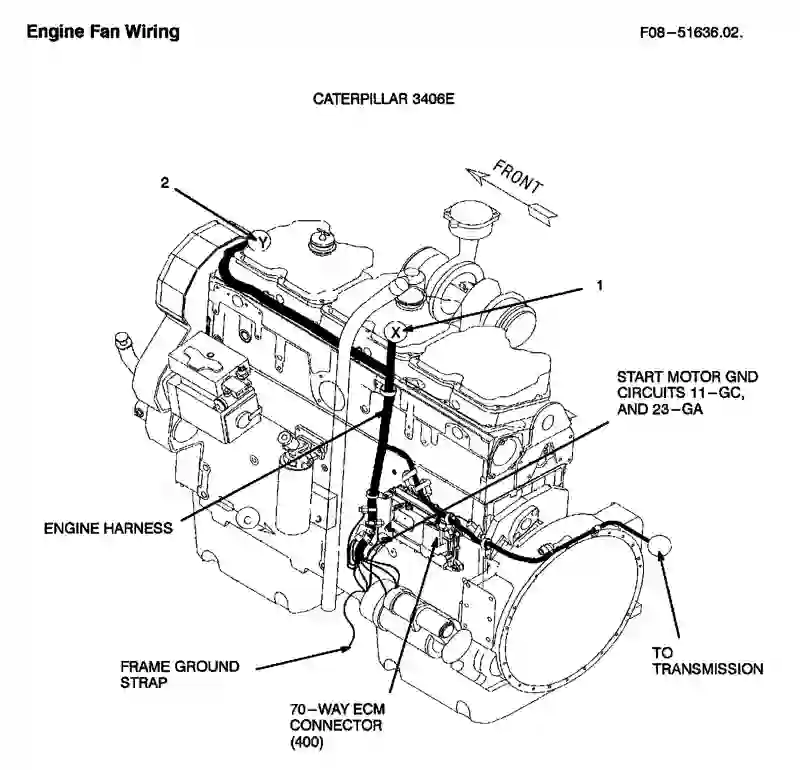 Engine Fan Wiring
F08-51636.02.
CATERPILLAR 3406E
FRONT
2
Y
1
X
START MOTOR GND
CIRCUITS 11-GC,
AND 23-GA
ENGINE HARNESS
C
FRAME GROUND
STRAP
70-WAY ECM
CONNECTOR
(400)
TO
TRANSMISSION